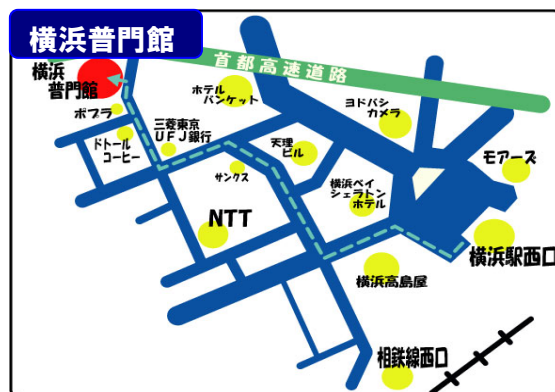 横浜普門館
首都高速道路
横浜
普門館
ホテル
バンケット
ヨドバシ
カメラ
ポプラ
ドトール
コーヒー
三菱東京
UFJ銀行
天理
ビル
モアーズ
サンクス
横浜ベイ
シェラトン
ホテル
NTT
横浜駅西口
横浜高島屋
相鉄線西口